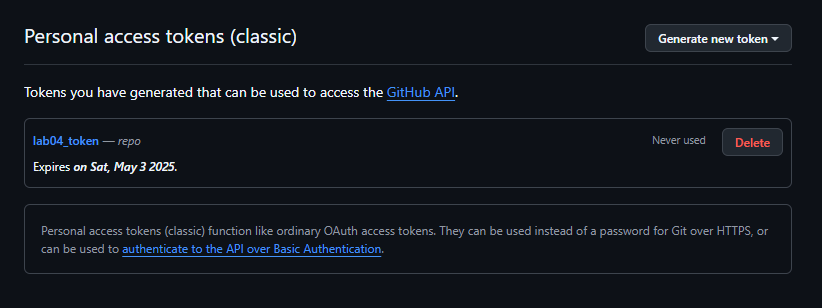 Personal access tokens (classic)
Generate new token
Tokens you have generated that can be used to access the GitHub API.
lab04_token — repo
Never used
Delete
Expires on Sat, May 3 2025.
Personal access tokens (classic) function like ordinary OAuth access tokens. They can be used instead of a password for Git over HTTPS, or
can be used to authenticate to the API over Basic Authentication.